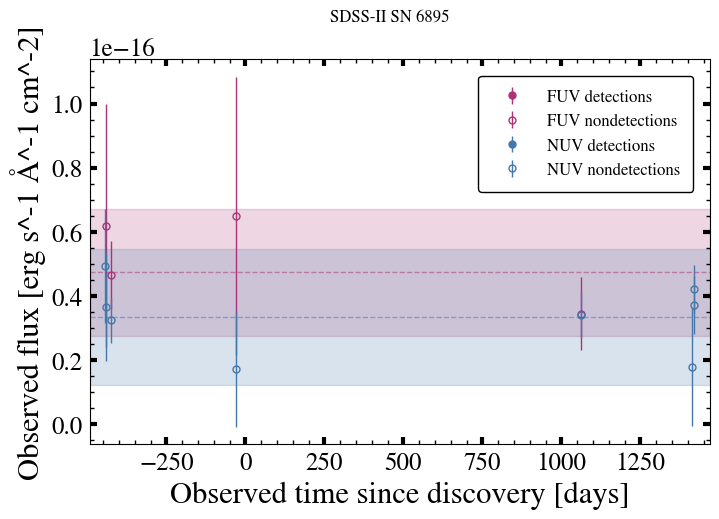 SDSS-II SN 6895
1e−16
Observed flux [erg s^-1 Å^-1 cm^-2]
1.0
0.8
0.6
0.4
0.2
0.0
FUV detections
FUV nondetections
NUV detections
NUV nondetections
−250 0 250 500 750 1000 1250
Observed time since discovery [days]